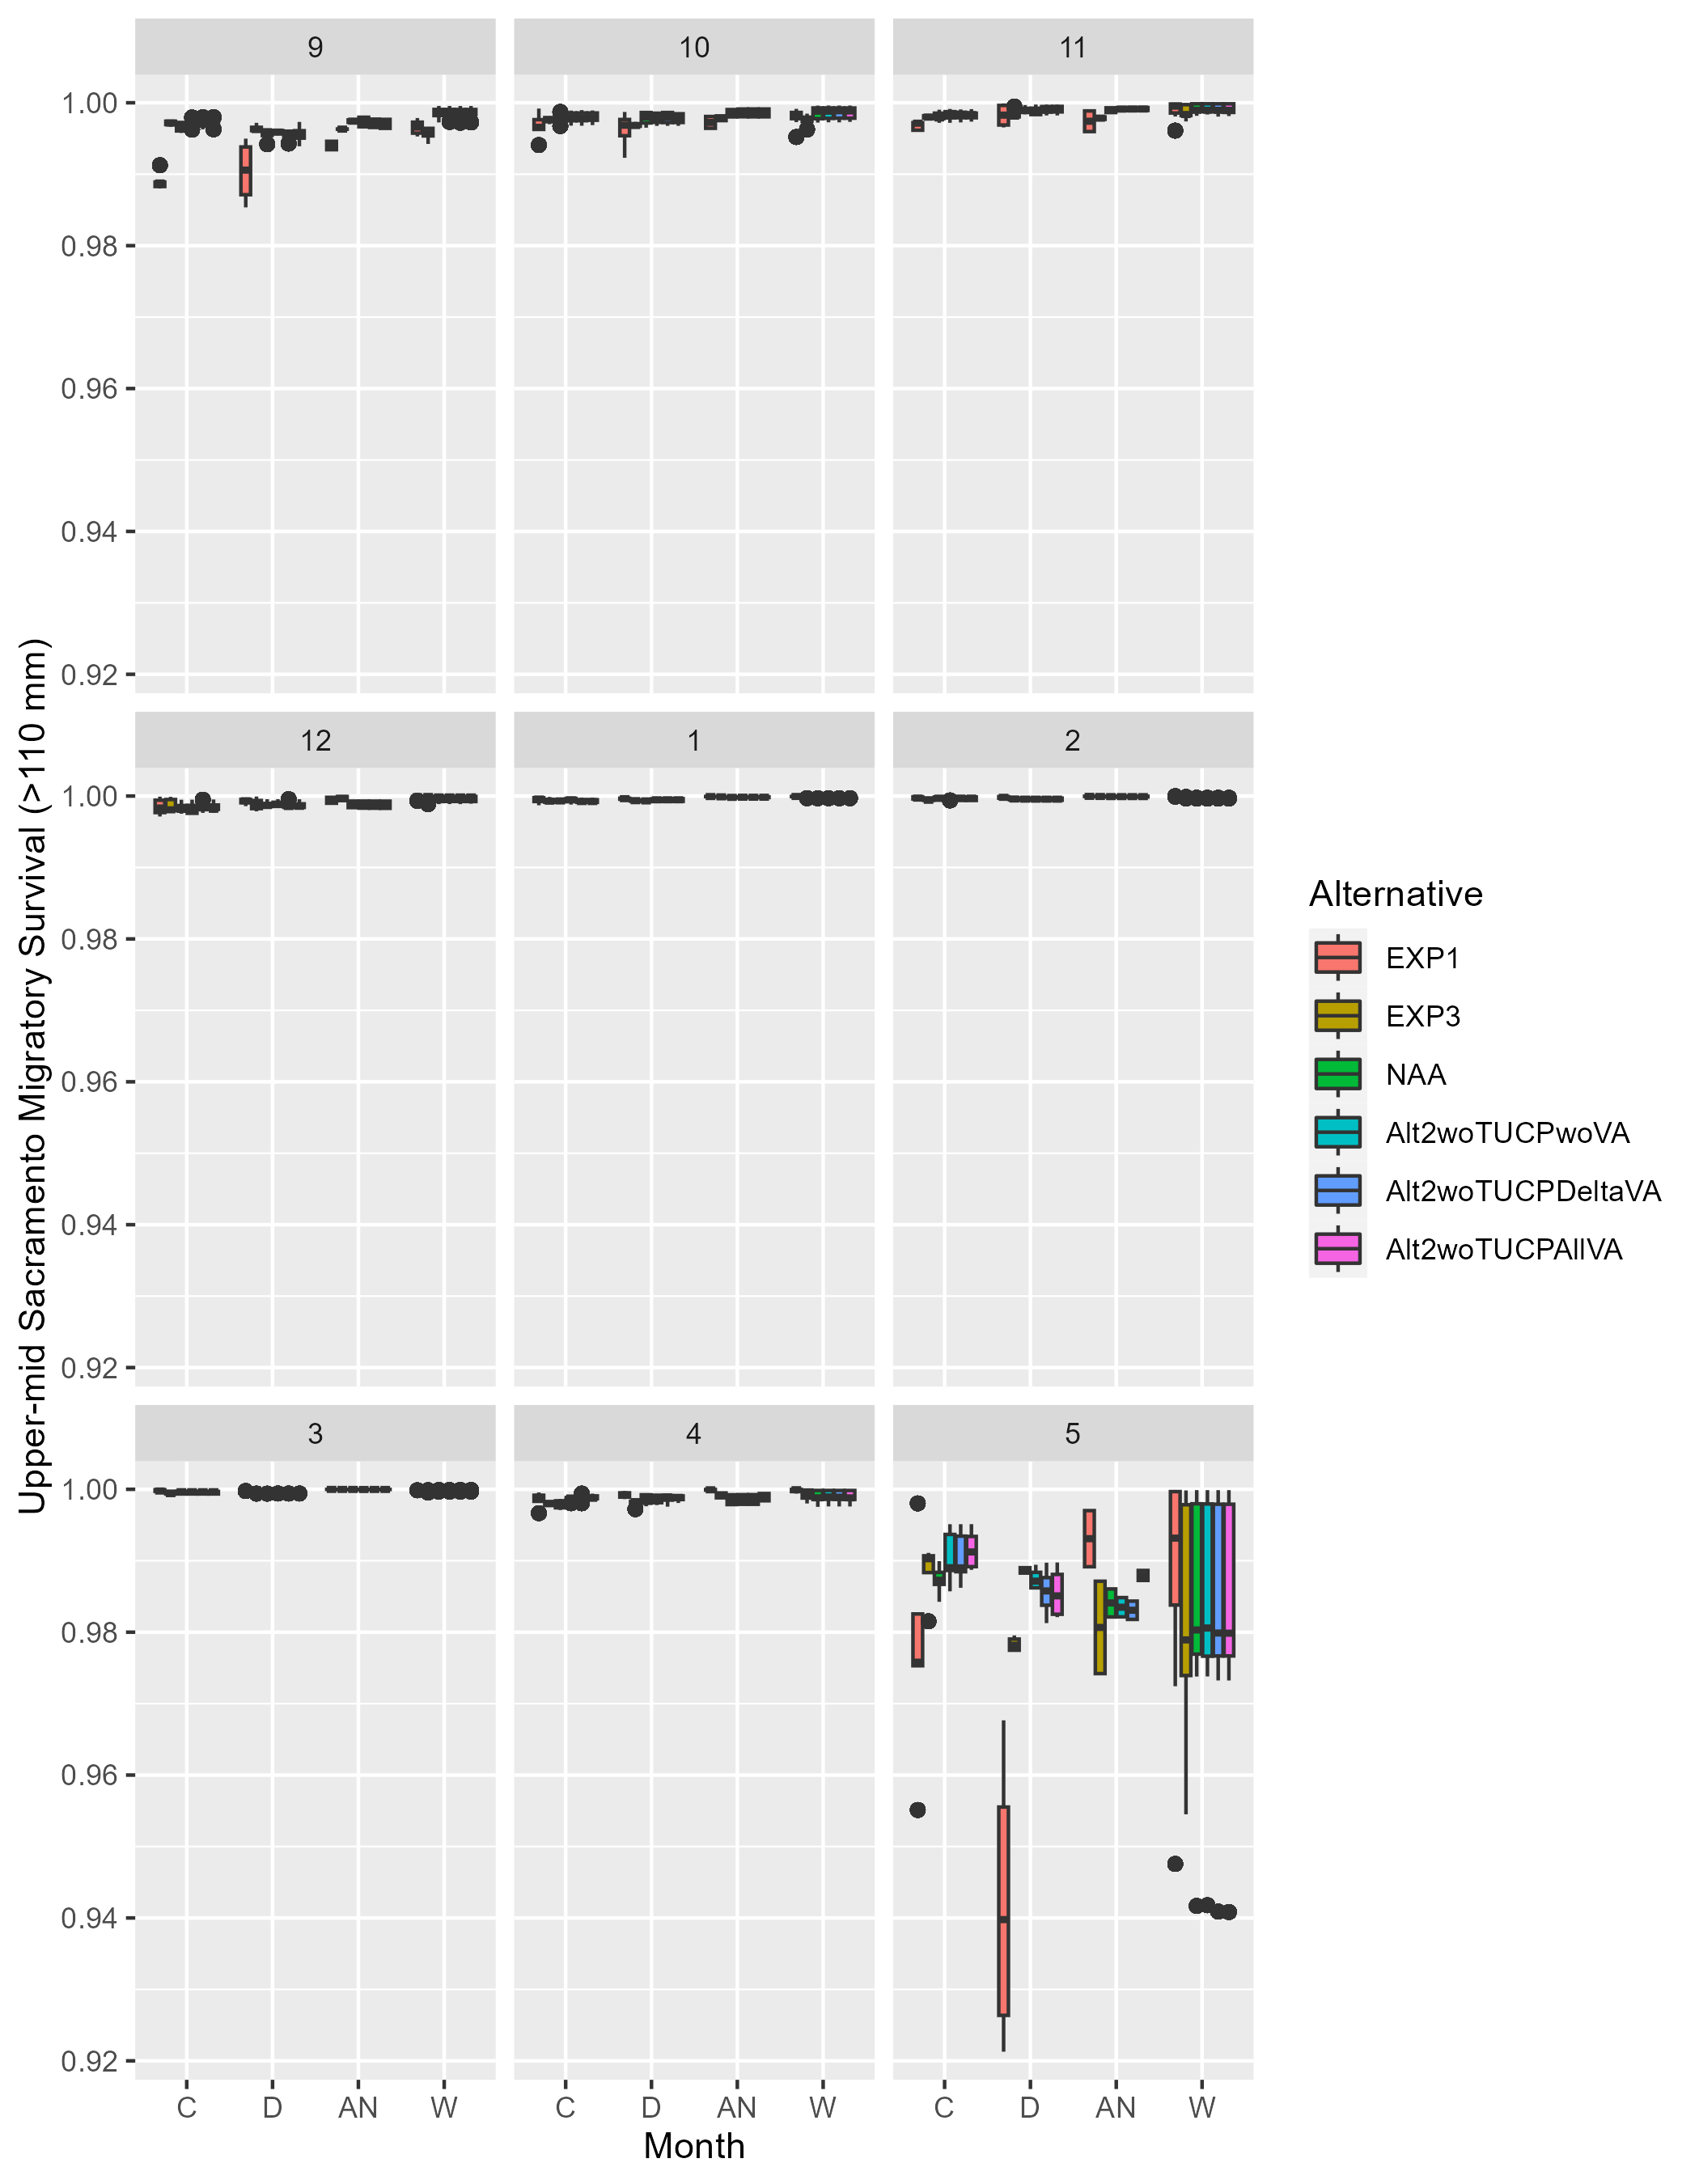 9
10
11
1.00
0.98
0.96
0.94
0.92
12
1
2
1.00
0.98
0.96
0.94
0.92
3
4
5
1.00
0.98
0.96
0.94
0.92
C D AN W
C D AN W
C D AN W
Month
Upper-mid Sacramento Migratory Survival (>110 mm)
Alternative
EXP1
EXP3
NAA
Alt2woTUCPwoVA
Alt2woTUCPDeltaVA
Alt2woTUCPAllVA